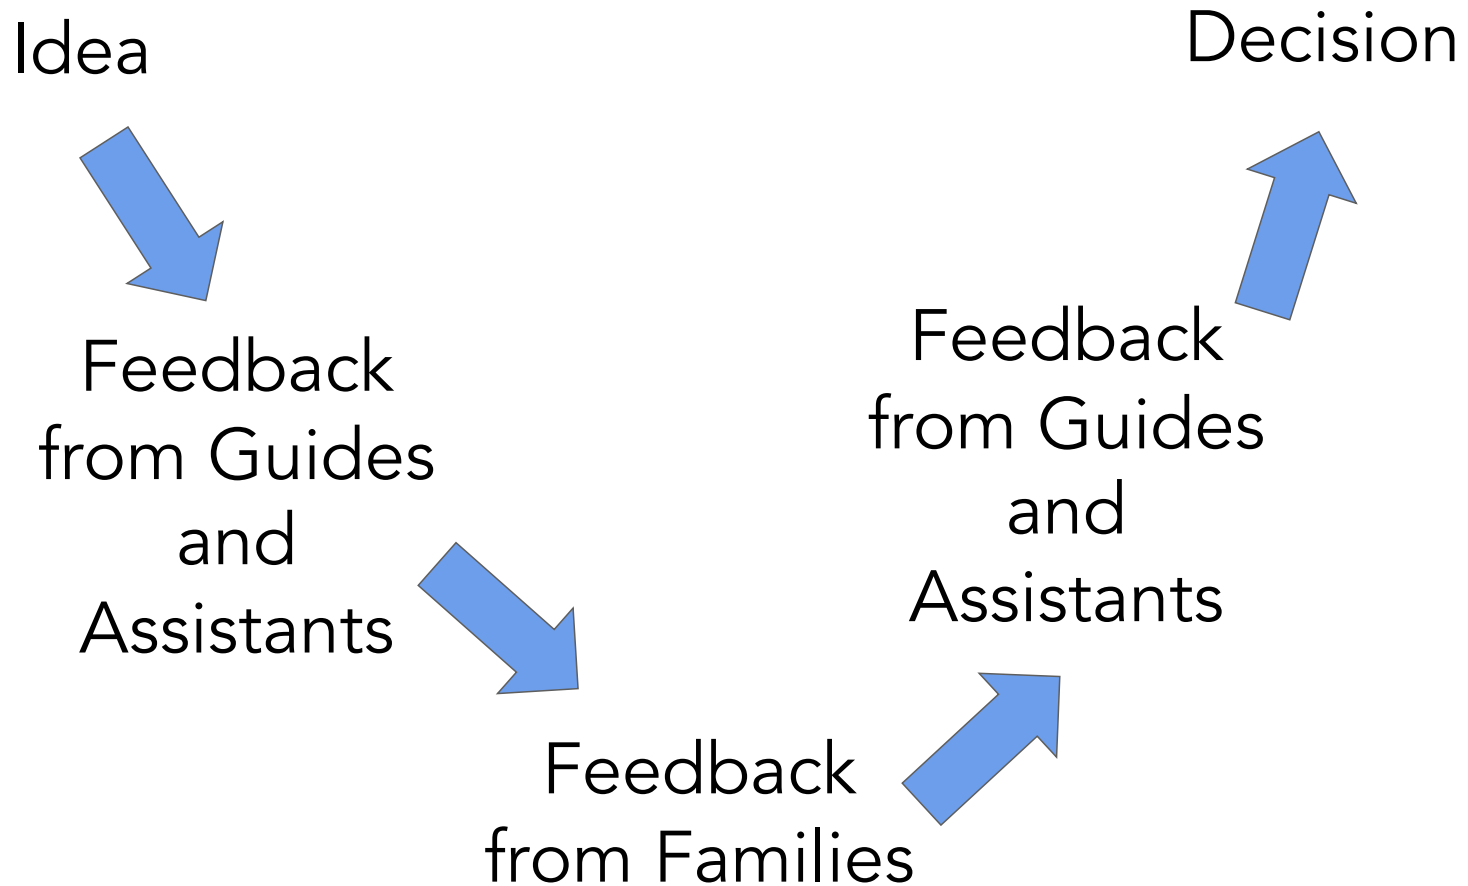 Idea
Feedback
from Guides
and
Assistants
Feedback
from Families
Feedback
from Guides
and
Assistants
Decision